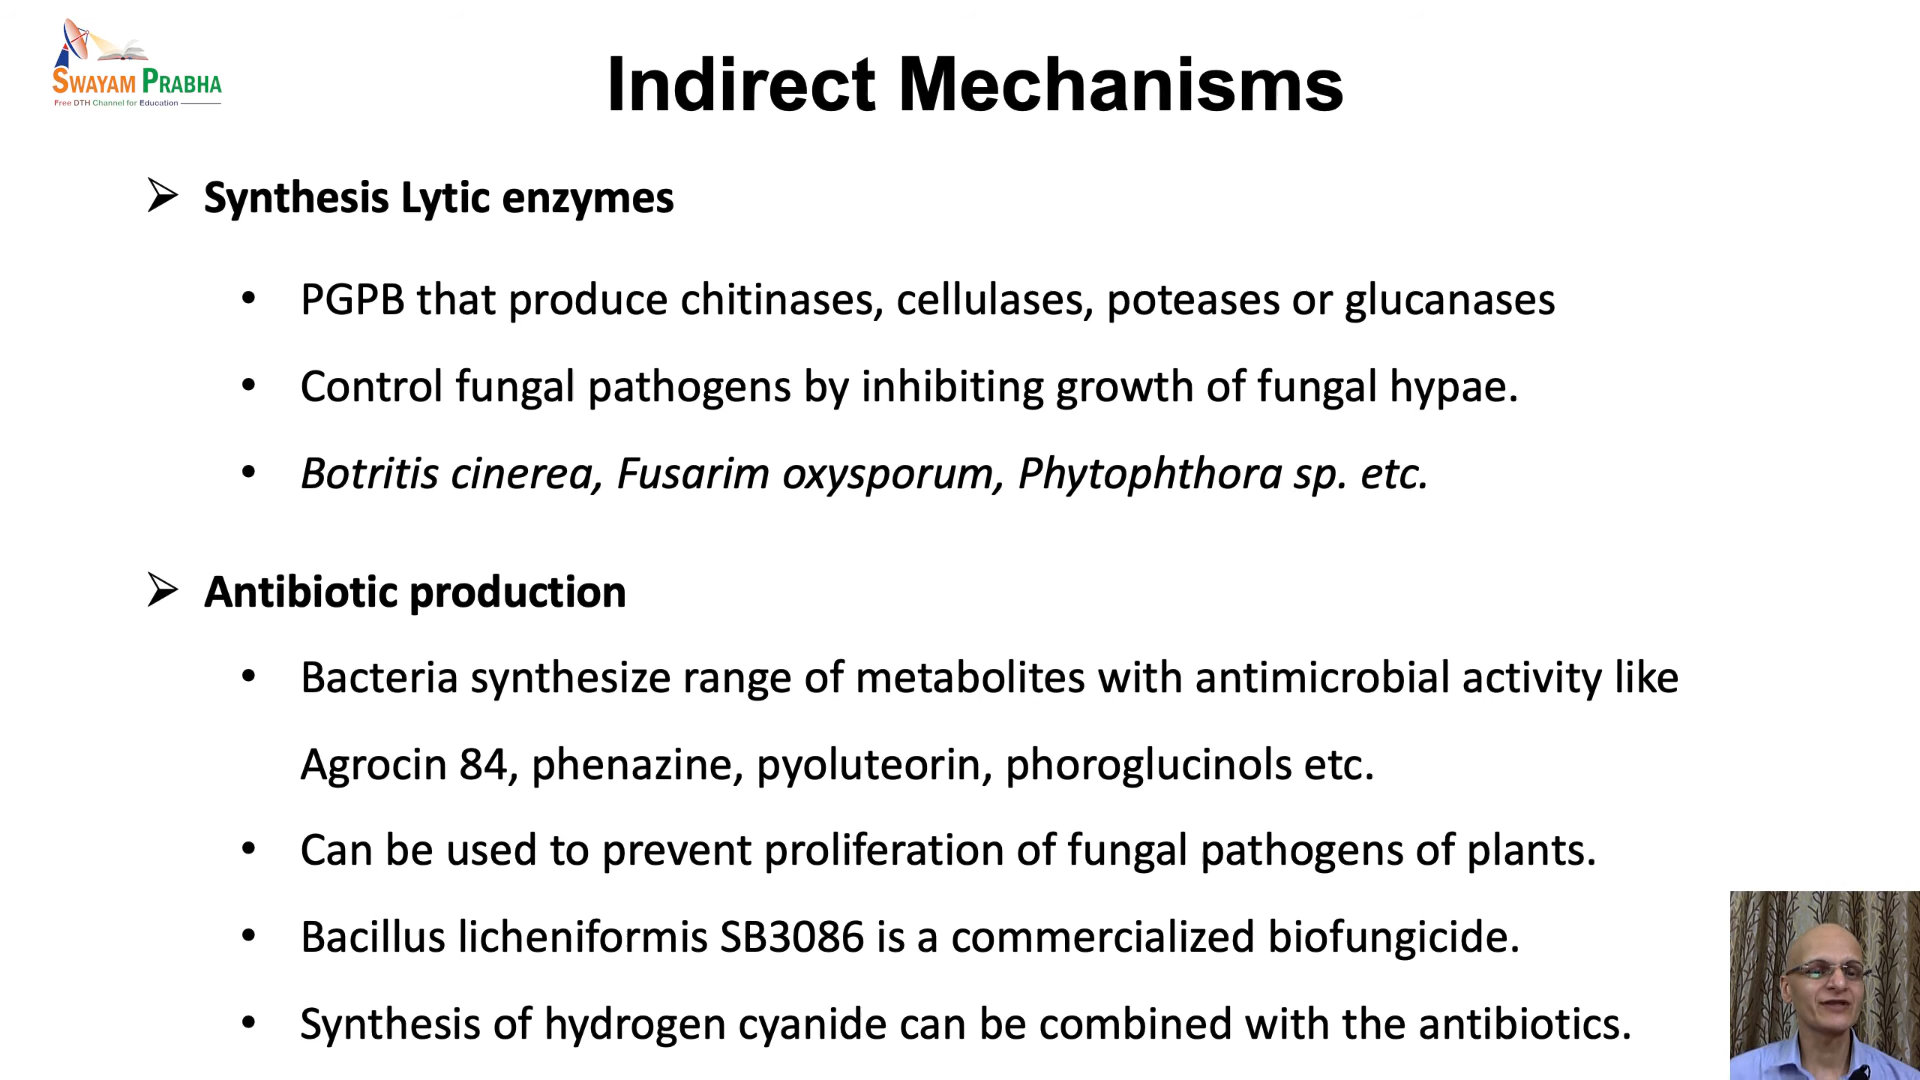 SWAYAM PRABHA
Free DTH Channel for Education
Indirect Mechanisms
➢ Synthesis Lytic enzymes
• PGPB that produce chitinases, cellulases, poteases or glucanases
• Control fungal pathogens by inhibiting growth of fungal hypae.
• Botritis cinerea, Fusarim oxysporum, Phytophthora sp. etc.
➢ Antibiotic production
• Bacteria synthesize range of metabolites with antimicrobial activity like
Agrocin 84, phenazine, pyoluteorin, phoroglucinols etc.
• Can be used to prevent proliferation of fungal pathogens of plants.
• Bacillus licheniformis SB3086 is a commercialized biofungicide.
• Synthesis of hydrogen cyanide can be combined with the antibiotics.